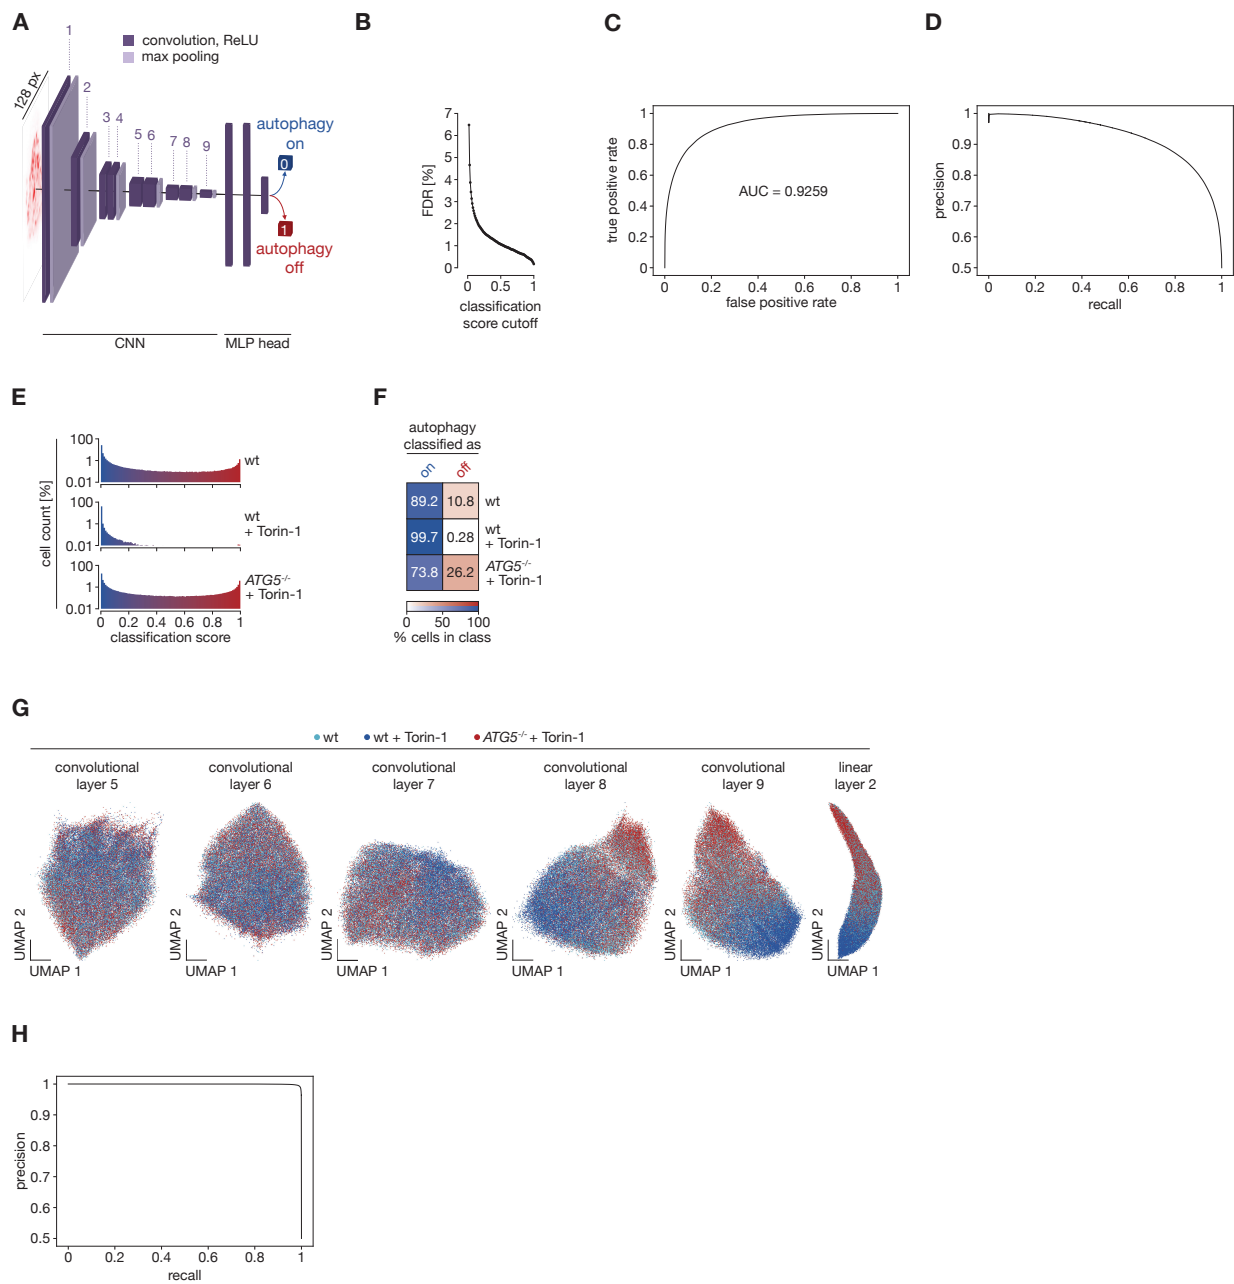 A
1
convolution, ReLU
max pooling
128 px
2
3 4
5 6
7 8
9
autophagy
on
0
1
autophagy
off
CNN
MLP head
B
7
6
5
4
3
2
1
0
FDR [%]
0 0.5 1
classification
score cutoff
C
1
0.8
0.6
0.4
0.2
0
true positive rate
AUC = 0.9259
0 0.2 0.4 0.6 0.8 1
false positive rate
D
1
0.9
0.8
0.7
0.6
0.5
precision
0 0.2 0.4 0.6 0.8 1
recall
E
cell count [%]
100
1
0.01
wt
100
1
0.01
wt
+ Torin-1
100
1
0.01
ATG5-/-
+ Torin-1
0 0.2 0.4 0.6 0.8 1
classification score
F
autophagy
classified as
on off
89.2 10.8 wt
99.7 0.28 wt
+ Torin-1
73.8 26.2 ATG5-/-
+ Torin-1
0 50 100
% cells in class
G
wt wt + Torin-1 ATG5-/- + Torin-1
convolutional
layer 5
UMAP 2
UMAP 1
convolutional
layer 6
UMAP 2
UMAP 1
convolutional
layer 7
UMAP 2
UMAP 1
convolutional
layer 8
UMAP 2
UMAP 1
convolutional
layer 9
UMAP 2
UMAP 1
linear
layer 2
UMAP 2
UMAP 1
H
1
0.9
0.8
0.7
0.6
0.5
precision
0 0.2 0.4 0.6 0.8 1
recall